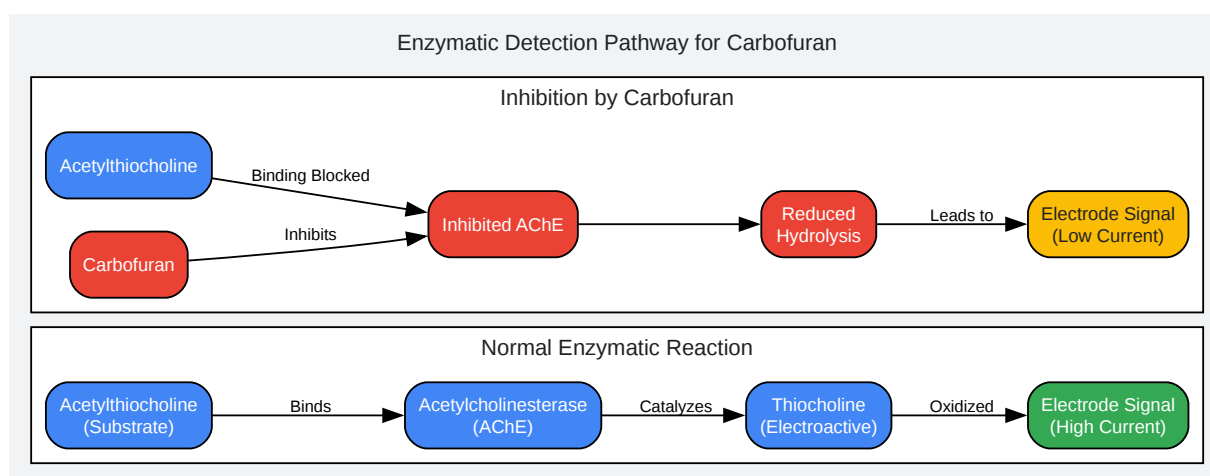 Enzymatic Detection Pathway for Carbofuran
Inhibition by Carbofuran
Acetylthiocholine
Binding Blocked
Carbofuran
Inhibits
Inhibited AChE
Reduced
Hydrolysis
Leads to
Electrode Signal
(Low Current)
Normal Enzymatic Reaction
Acetylthiocholine
(Substrate)
Binds
Acetylcholinesterase
(AChE)
Catalyzes
Thiocholine
(Electroactive)
Oxidized
Electrode Signal
(High Current)